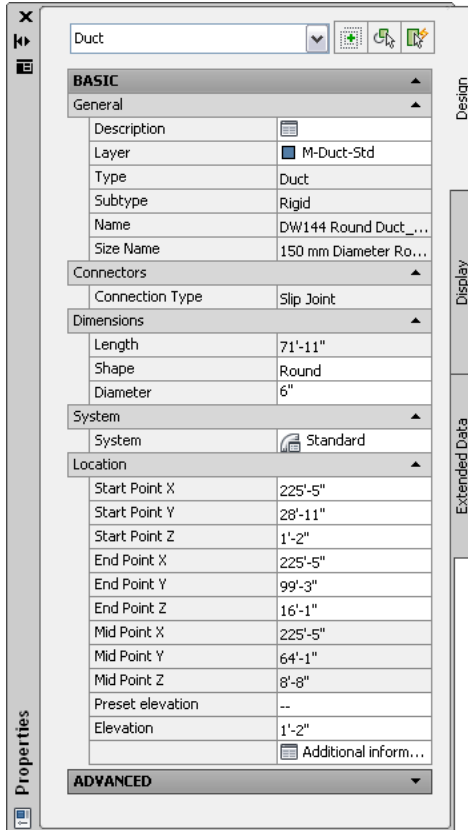 Duct
BASIC
General
Description
Layer M-Duct-Std
Type Duct
Subtype Rigid
Name DW144 Round Duct_...
Size Name 150 mm Diameter Ro...
Connectors
Connection Type Slip Joint
Dimensions
Length 71'-11"
Shape Round
Diameter 6"
System
System Standard
Location
Start Point X 225'-5"
Start Point Y 28'-11"
Start Point Z 1'-2"
End Point X 225'-5"
End Point Y 99'-3"
End Point Z 16'-1"
Mid Point X 225'-5"
Mid Point Y 64'-1"
Mid Point Z 8'-8"
Preset elevation --
Elevation 1'-2"
Additional inform...
ADVANCED
Design
Display
Extended Data
Properties